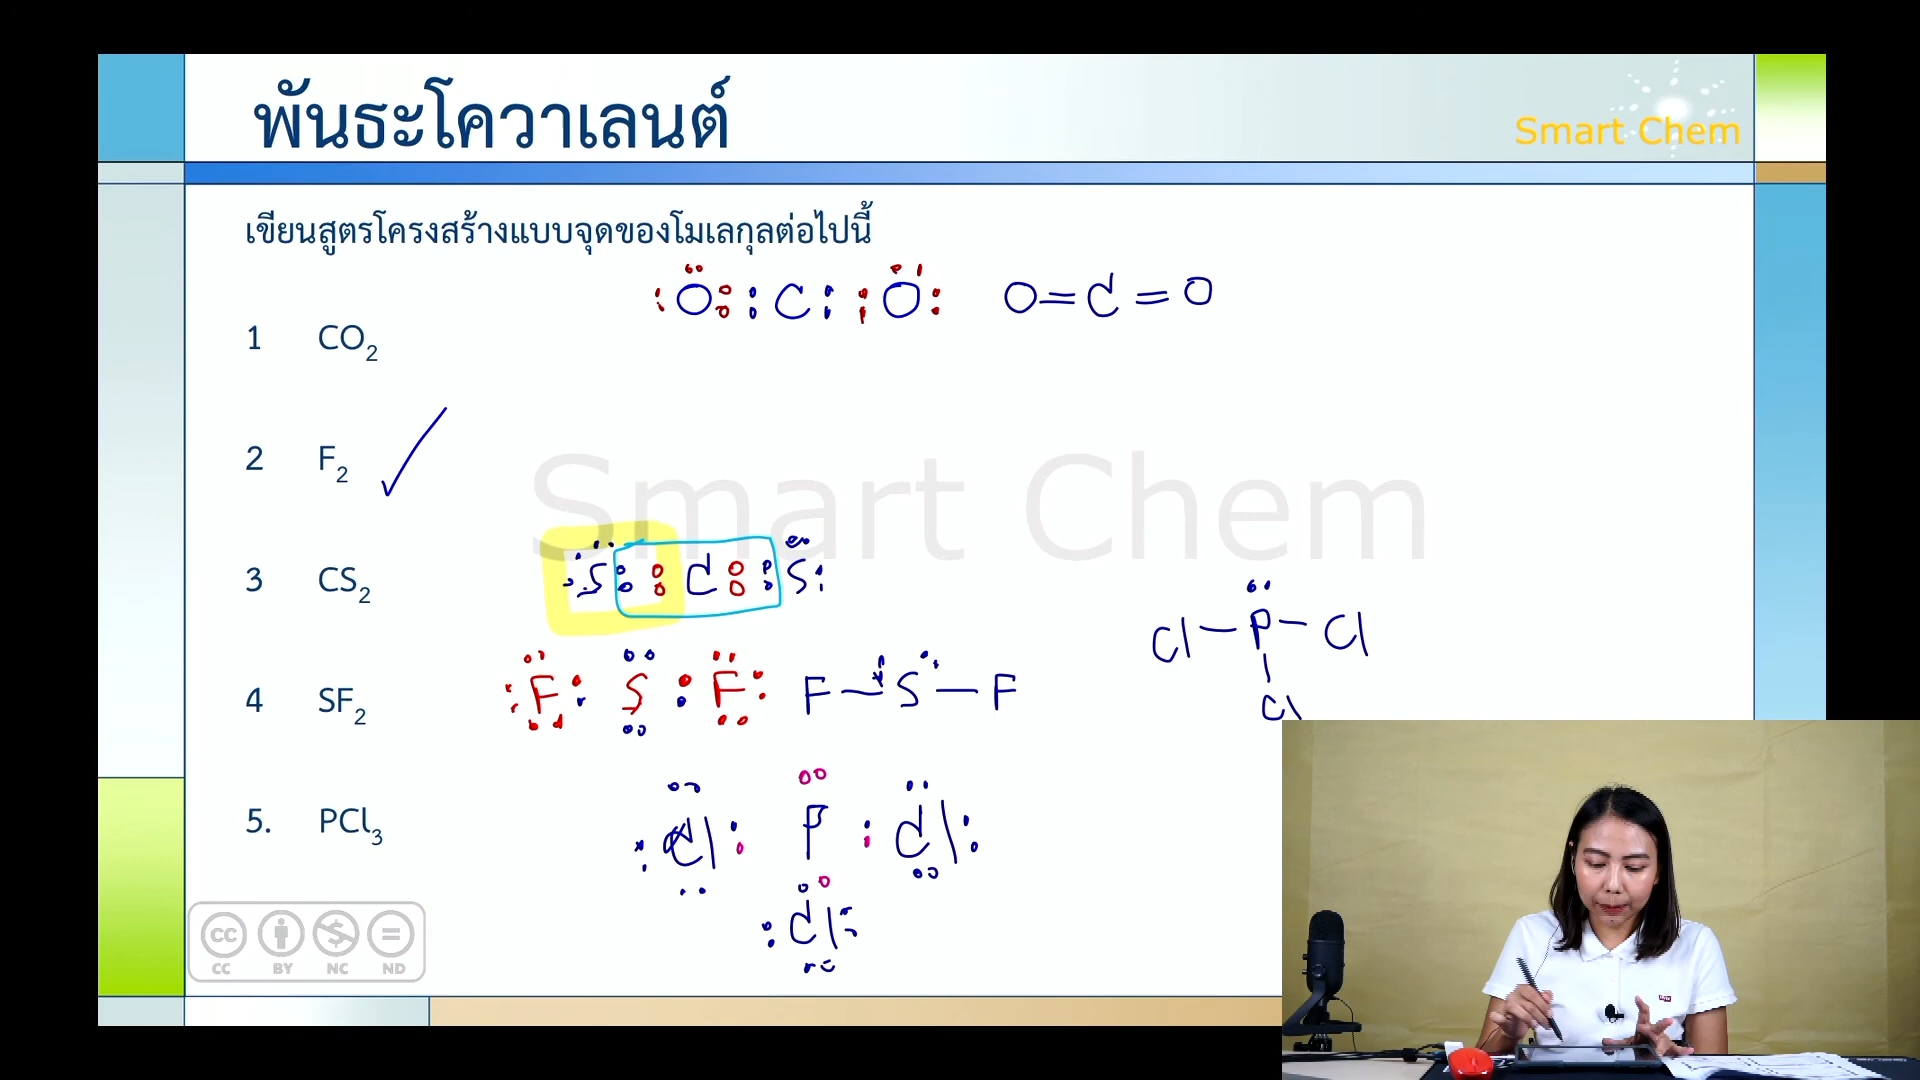 พันธะโควาเลนต์
Smart Chem
เขียนสูตรโครงสร้างแบบจุดของโมเลกุลต่อไปนี้
O C O O=C=O
1 CO2
2 F2
Smart Chem
3 CS2 S C S
Cl–P–Cl
Cl
4 SF2 F S F F–S–F
5. PCl3 Cl P Cl
Cl
CC BY NC ND